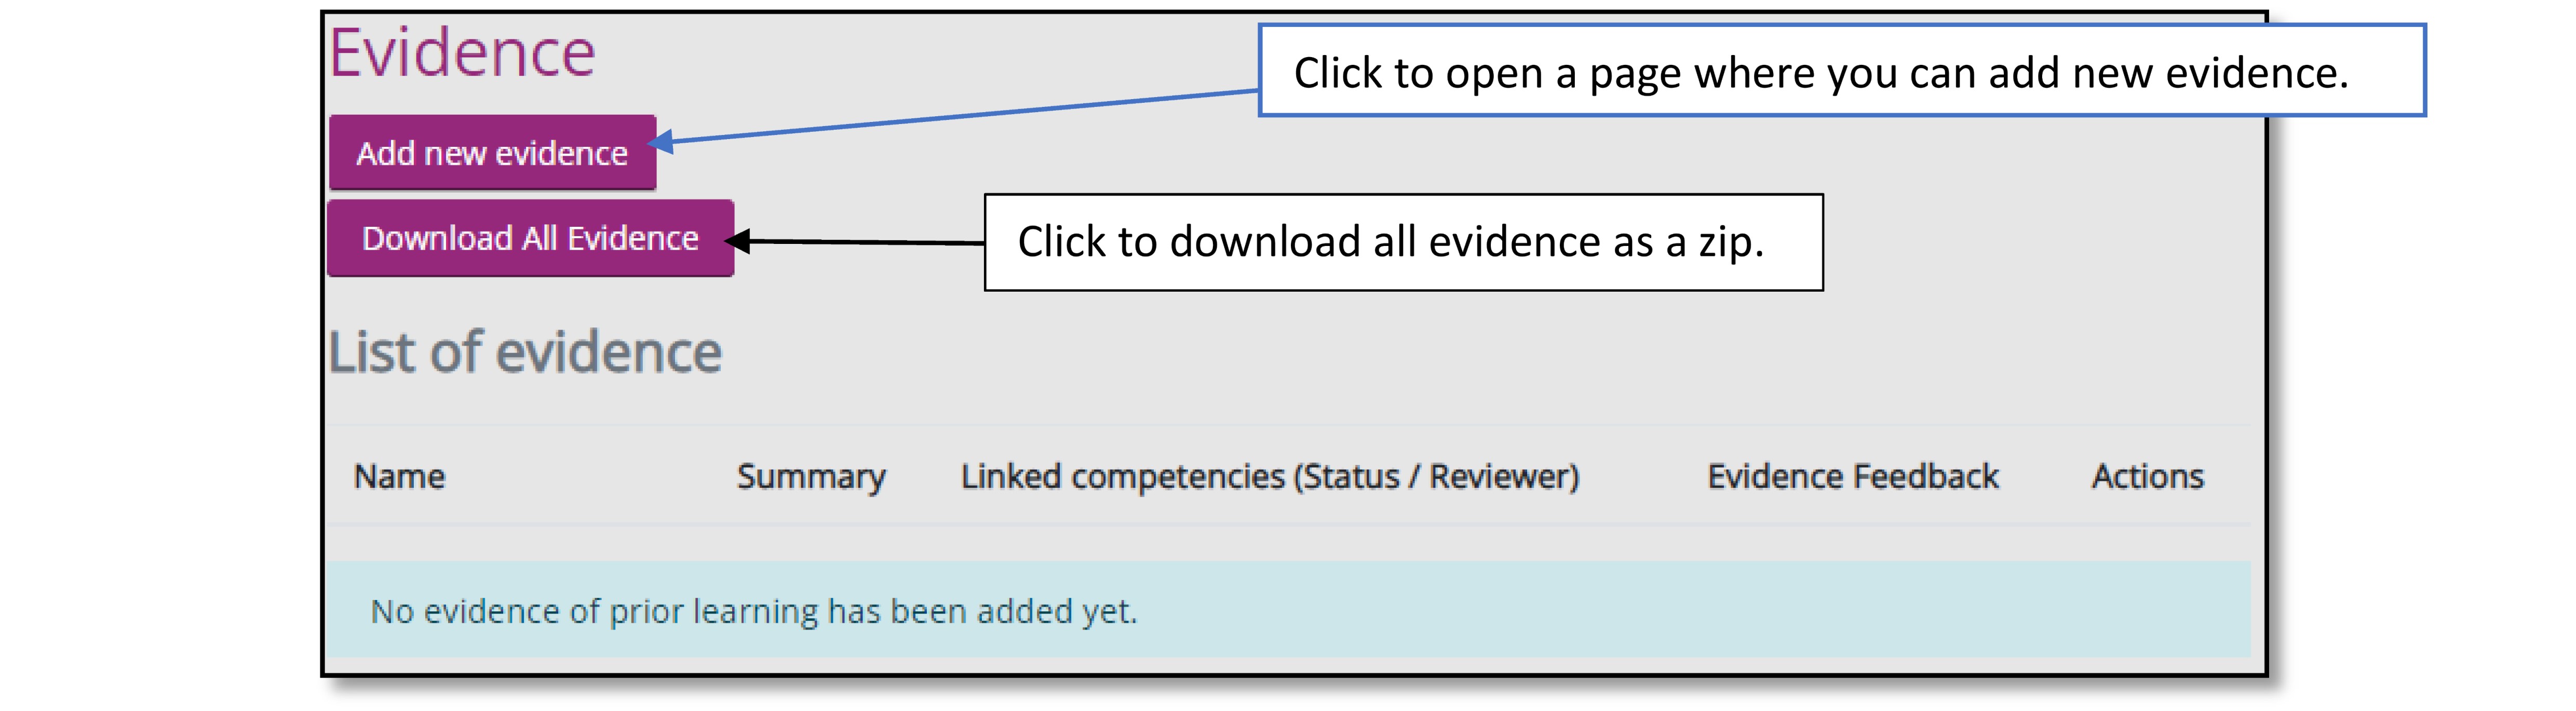 Evidence
Click to open a page where you can add new evidence.
Add new evidence
Download All Evidence
Click to download all evidence as a zip.
List of evidence
Name Summary Linked competencies (Status / Reviewer) Evidence Feedback Actions
No evidence of prior learning has been added yet.